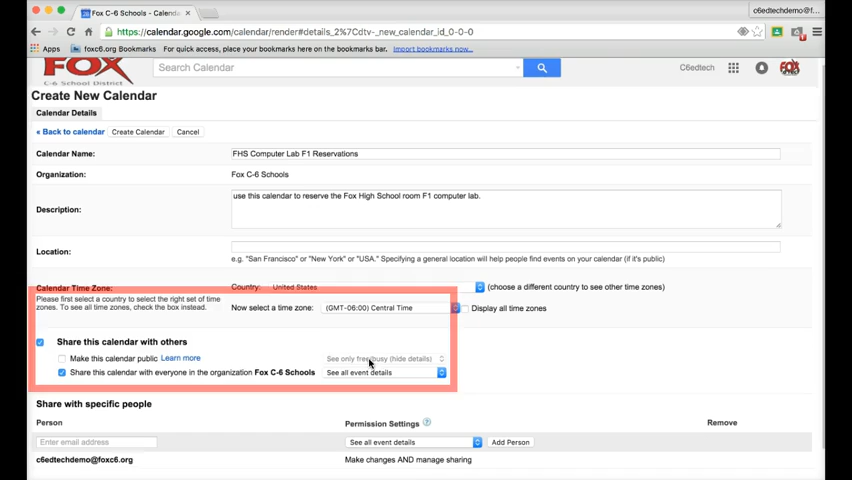 Fox C-6 Schools - Calenda
c6edtechdemo@f...
https://calendar.google.com/calendar/render#details_2%7Cdtv-_new_calendar_id_0-0-0
Apps foxc6.org Bookmarks For quick access, place your bookmarks here on the bookmarks bar. Import bookmarks now...
FOX
C-6 School District
Search Calendar
C6edtech
Create New Calendar
Calendar Details
« Back to calendar Create Calendar Cancel
Calendar Name: FHS Computer Lab F1 Reservations
Organization: Fox C-6 Schools
Description: use this calendar to reserve the Fox High School room F1 computer lab.
Location:
e.g. "San Francisco" or "New York" or "USA." Specifying a general location will help people find events on your calendar (if it's public)
Calendar Time Zone: Country: United States (choose a different country to see other time zones)
Please first select a country to select the right set of time
zones. To see all time zones, check the box instead.
Now select a time zone: (GMT-06:00) Central Time Display all time zones
Share this calendar with others
Make this calendar public Learn more See only free/busy (hide details)
Share this calendar with everyone in the organization Fox C-6 Schools See all event details
Share with specific people
Person Permission Settings ? Remove
Enter email address See all event details Add Person
c6edtechdemo@foxc6.org Make changes AND manage sharing